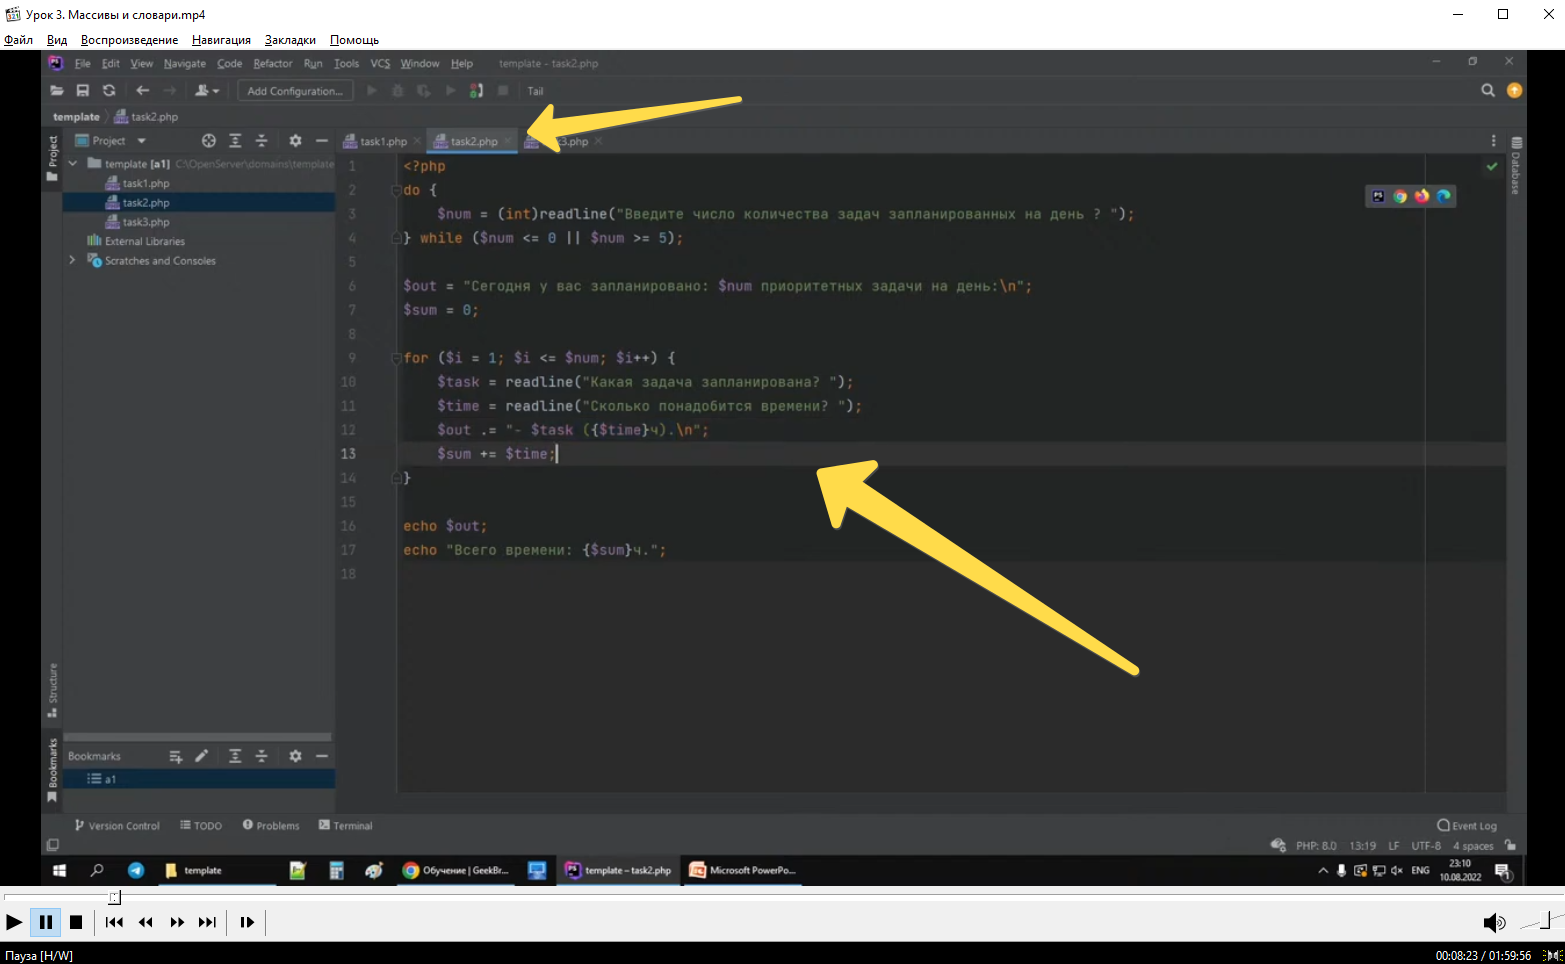 Урок 3. Массивы и словари.mp4
Файл Вид Воспроизведение Навигация Закладки Помощь
PS File Edit View Navigate Code Refactor Run Tools VCS Window Help template - task2.php
Add Configuration... Tail
template task2.php
Project
Project
task1.php task2.php 3.php
Database
template [a1] C:\OpenServer\domains\template
task1.php
task2.php
task3.php
External Libraries
Scratches and Consoles
1 <?php
2 do {
3 $num = (int)readline("Введите число количества задач запланированных на день ? ");
4 } while ($num <= 0 || $num >= 5);
5
6 $out = "Сегодня у вас запланировано: $num приоритетных задачи на день:\n";
7 $sum = 0;
8
9 for ($i = 1; $i <= $num; $i++) {
10 $task = readline("Какая задача запланирована? ");
11 $time = readline("Сколько понадобится времени? ");
12 $out .= "- $task ({$time}ч).\n";
13 $sum += $time;
14 }
15
16 echo $out;
17 echo "Всего времени: {$sum}ч.";
18
Structure
Bookmarks
Bookmarks
a1
Version Control TODO Problems Terminal Event Log
PHP: 8.0 13:19 LF UTF-8 4 spaces
template Обучение | GeekBr... template – task2.php Microsoft PowerPo... ENG 23:10
10.08.2022 1
Пауза [H/W] 00:08:23 / 01:59:56